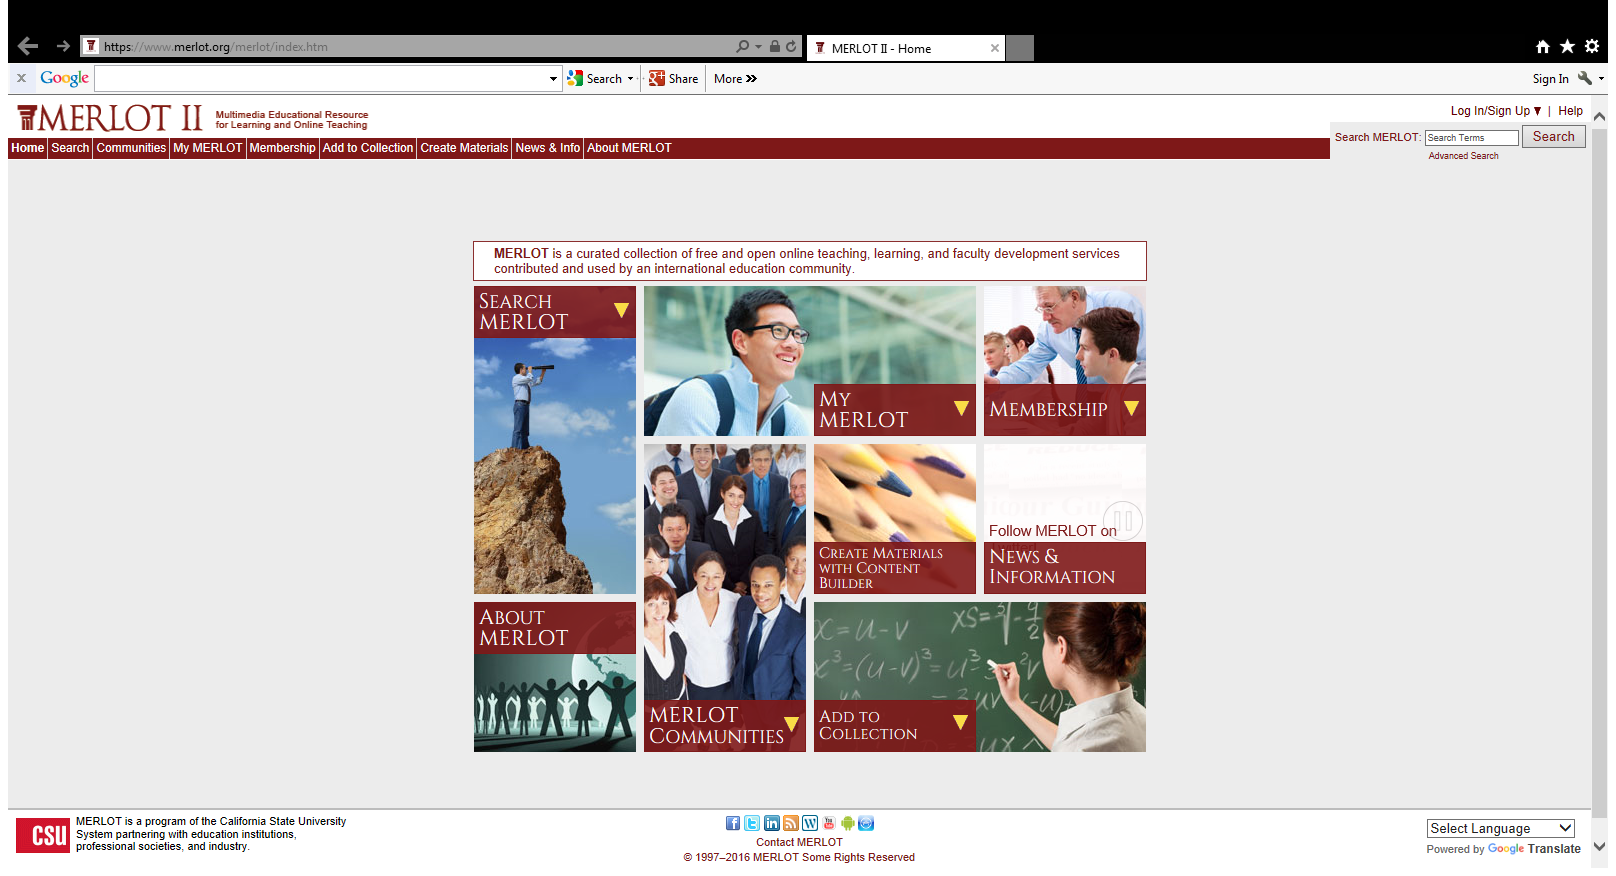 https://www.merlot.org/merlot/index.htm
MERLOT II - Home
x Google Search Share More »
Sign In
MERLOT II
Multimedia Educational Resource
for Learning and Online Teaching
Log In/Sign Up ▼ | Help
Home Search Communities My MERLOT Membership Add to Collection Create Materials News & Info About MERLOT
Search MERLOT: Search Terms Search
Advanced Search
MERLOT is a curated collection of free and open online teaching, learning, and faculty development services
contributed and used by an international education community.
SEARCH
MERLOT
MY
MERLOT
MEMBERSHIP
CREATE MATERIALS
WITH CONTENT
BUILDER
Follow MERLOT on
NEWS &
INFORMATION
ABOUT
MERLOT
MERLOT
COMMUNITIES
ADD TO
COLLECTION
CSU
MERLOT is a program of the California State University
System partnering with education institutions,
professional societies, and industry.
Contact MERLOT
© 1997–2016 MERLOT Some Rights Reserved
Select Language
Powered by Google Translate